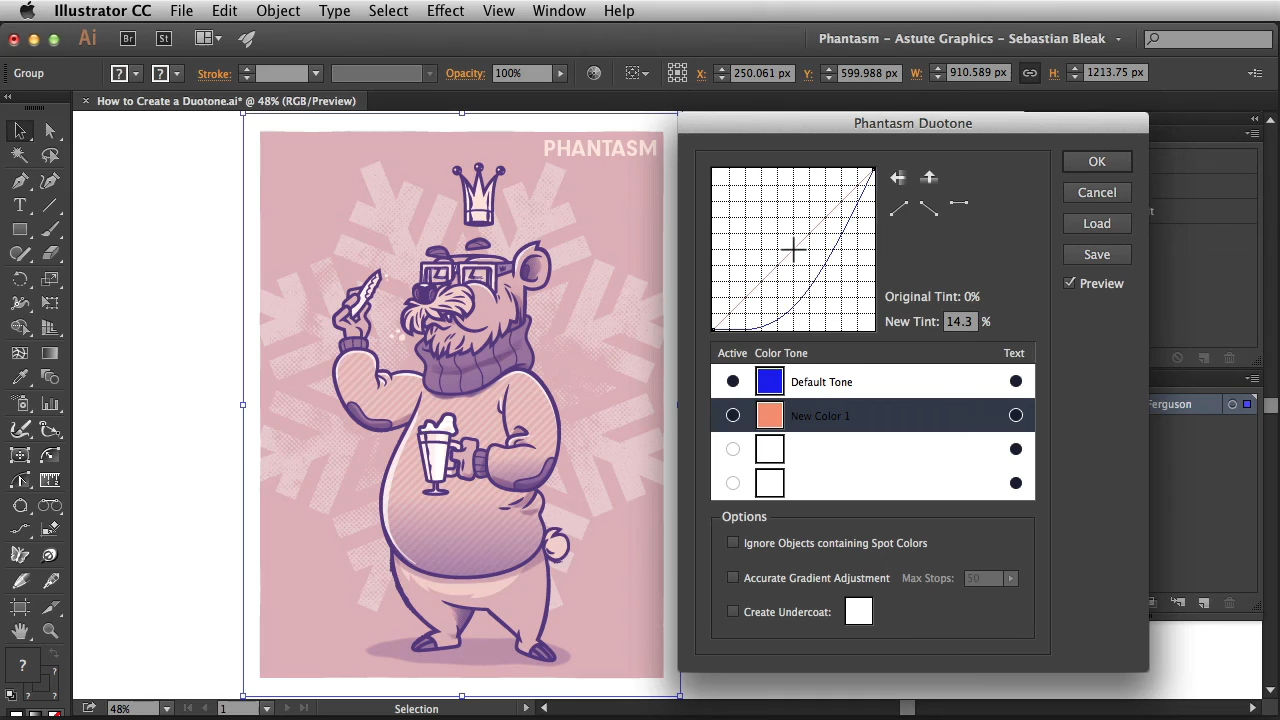 Illustrator CC File Edit Object Type Select Effect View Window Help
Ai Br St Phantasm – Astute Graphics – Sebastian Bleak
Group ? ? Stroke: Opacity: 100% X: 250.061 px Y: 599.988 px W: 910.589 px H: 1213.75 px
× How to Create a Duotone.ai* @ 48% (RGB/Preview)
PHANTASM
Phantasm Duotone
OK
Cancel
Load
Save
Preview
Original Tint: 0%
New Tint: 14.3 %
Active Color Tone Text
Default Tone
New Color 1
Ferguson
Options
Ignore Objects containing Spot Colors
Accurate Gradient Adjustment Max Stops: 50
Create Undercoat:
T
?
?
?
48% 1 Selection